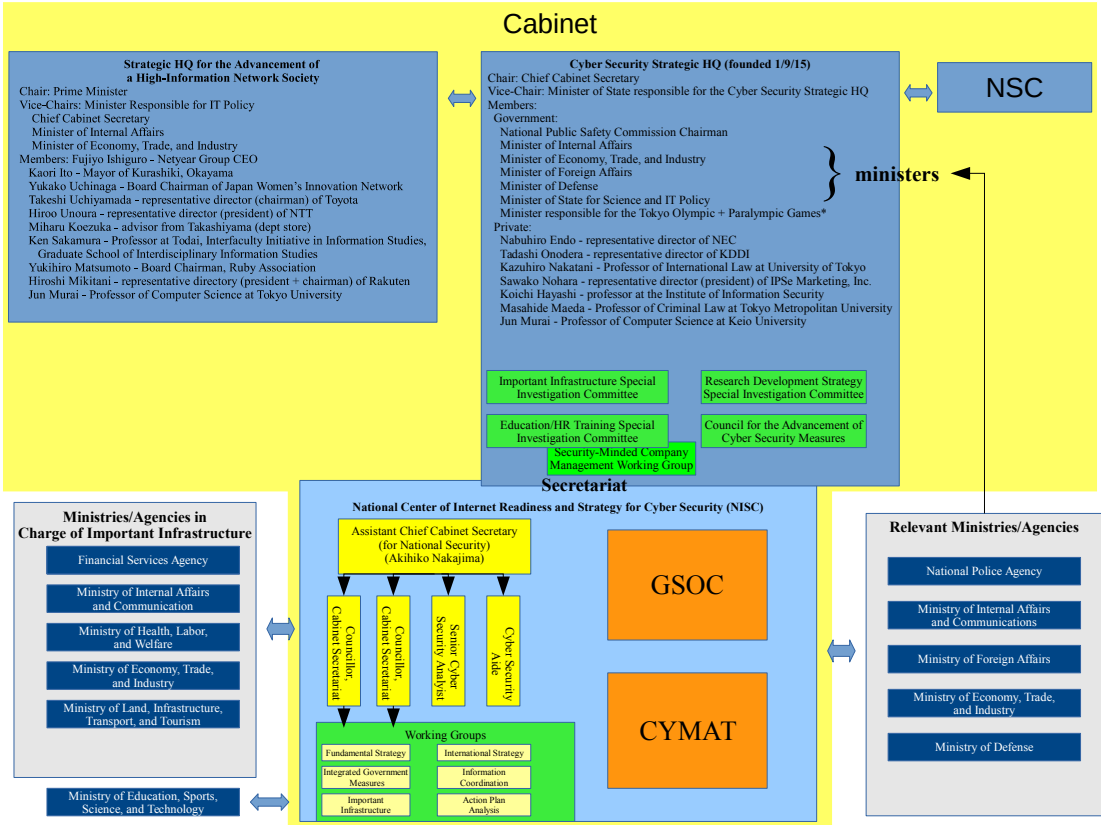 Cabinet
Strategic HQ for the Advancement of
a High-Information Network Society
Chair: Prime Minister
Vice-Chairs: Minister Responsible for IT Policy
Chief Cabinet Secretary
Minister of Internal Affairs
Minister of Economy, Trade, and Industry
Members: Fujiyo Ishiguro - Netyear Group CEO
Kaori Ito - Mayor of Kurashiki, Okayama
Yukako Uchinaga - Board Chairman of Japan Women's Innovation Network
Takeshi Uchiyamada - representative director (chairman) of Toyota
Hiroo Unoura - representative director (president) of NTT
Miharu Koezuka - advisor from Takashiyama (dept store)
Ken Sakamura - Professor at Todai, Interfaculty Initiative in Information Studies,
Graduate School of Interdisciplinary Information Studies
Yukihiro Matsumoto - Board Chairman, Ruby Association
Hiroshi Mikitani - representative directory (president + chairman) of Rakuten
Jun Murai - Professor of Computer Science at Tokyo University
Cyber Security Strategic HQ (founded 1/9/15)
Chair: Chief Cabinet Secretary
Vice-Chair: Minister of State responsible for the Cyber Security Strategic HQ
Members:
Government:
National Public Safety Commission Chairman
Minister of Internal Affairs
Minister of Economy, Trade, and Industry
Minister of Foreign Affairs
Minister of Defense
Minister of State for Science and IT Policy
Minister responsible for the Tokyo Olympic + Paralympic Games*
Private:
Nabuhiro Endo - representative director of NEC
Tadashi Onodera - representative director of KDDI
Kazuhiro Nakatani - Professor of International Law at University of Tokyo
Sawako Nohara - representative director (president) of IPSe Marketing, Inc.
Koichi Hayashi - professor at the Institute of Information Security
Masahide Maeda - Professor of Criminal Law at Tokyo Metropolitan University
Jun Murai - Professor of Computer Science at Keio University
NSC
ministers
Important Infrastructure Special
Investigation Committee
Research Development Strategy
Special Investigation Committee
Education/HR Training Special
Investigation Committee
Council for the Advancement of
Cyber Security Measures
Security-Minded Company
Management Working Group
Secretariat
National Center of Internet Readiness and Strategy for Cyber Security (NISC)
Assistant Chief Cabinet Secretary
(for National Security)
(Akihiko Nakajima)
Councillor,
Cabinet Secretariat
Councillor,
Cabinet Secretariat
Senior Cyber
Security Analyst
Cyber Security
Aide
Working Groups
Fundamental Strategy
International Strategy
Integrated Government
Measures
Information
Coordination
Important
Infrastructure
Action Plan
Analysis
GSOC
CYMAT
Ministries/Agencies in
Charge of Important Infrastructure
Financial Services Agency
Ministry of Internal Affairs
and Communication
Ministry of Health, Labor,
and Welfare
Ministry of Economy, Trade,
and Industry
Ministry of Land, Infrastructure,
Transport, and Tourism
Ministry of Education, Sports,
Science, and Technology
Relevant Ministries/Agencies
National Police Agency
Ministry of Internal Affairs
and Communications
Ministry of Foreign Affairs
Ministry of Economy, Trade,
and Industry
Ministry of Defense